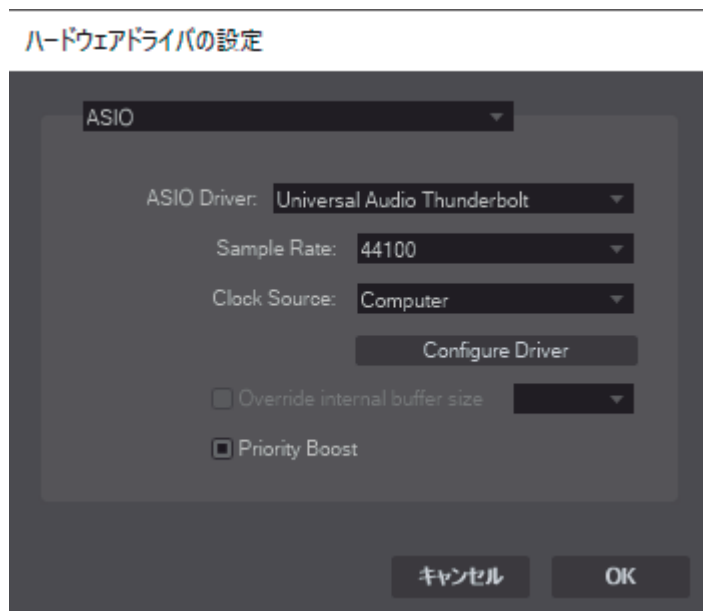 ハードウェアドライバの設定
ASIO
ASIO Driver: Universal Audio Thunderbolt
Sample Rate: 44100
Clock Source: Computer
Configure Driver
Override internal buffer size
Priority Boost
キャンセル OK